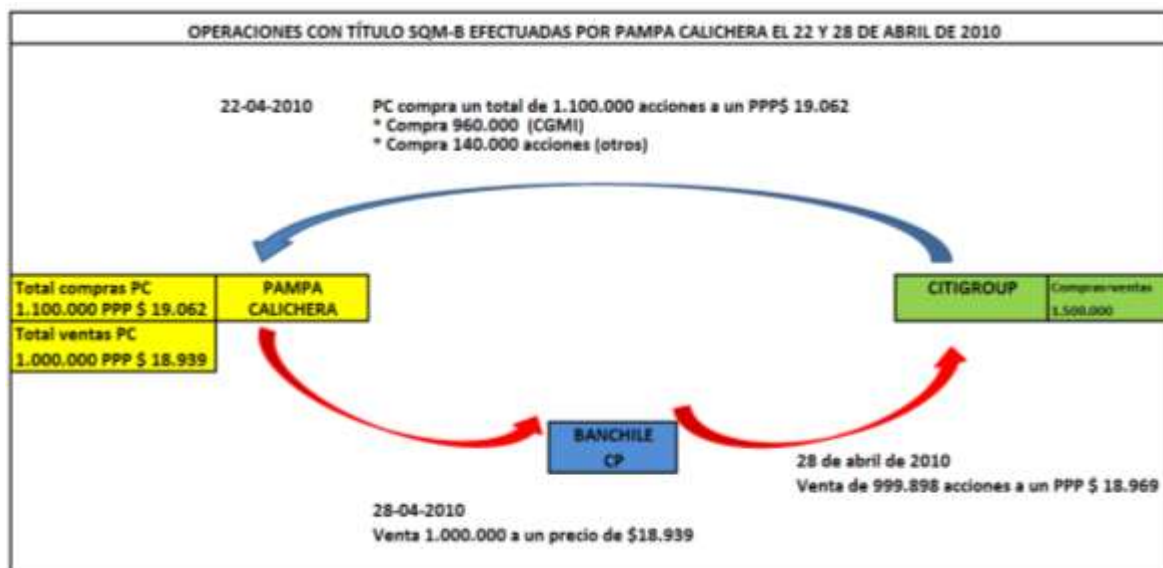 OPERACIONES CON TÍTULO SQM-B EFECTUADAS POR PAMPA CALICHERA EL 22 Y 28 DE ABRIL DE 2010
22-04-2010 PC compra un total de 1.100.000 acciones a un PPP$ 19.062
* Compra 960.000 (CGMI)
* Compra 140.000 acciones (otros)
Total compras PC
1.100.000 PPP $ 19.062
PAMPA
CALICHERA
CITIGROUP
Compras-ventas
1.500.000
Total ventas PC
1.000.000 PPP $ 18.939
BANCHILE
CP
28 de abril de 2010
Venta de 999.898 acciones a un PPP $ 18.969
28-04-2010
Venta 1.000.000 a un precio de $18.939